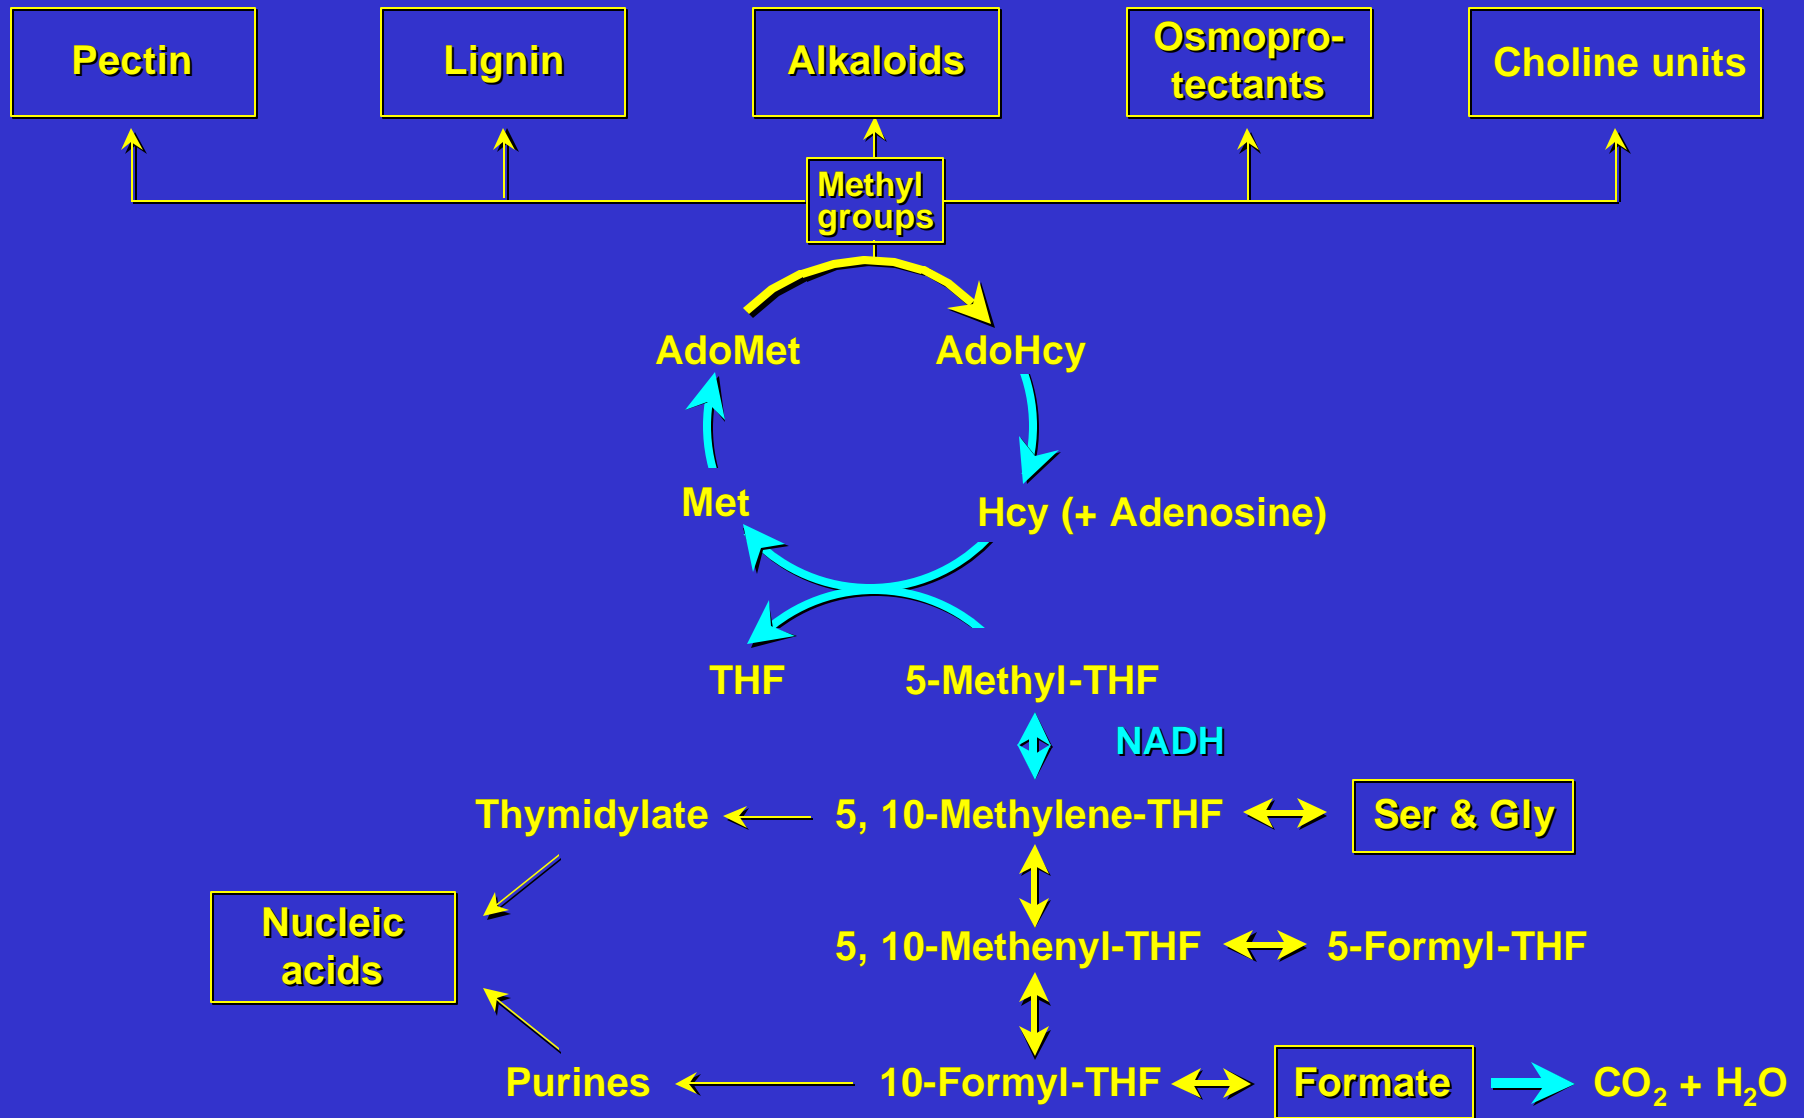 Pectin
Lignin
Alkaloids
Osmopro-
tectants
Choline units
Methyl
groups
AdoMet
AdoHcy
Met
Hcy (+ Adenosine)
THF
5-Methyl-THF
NADH
Thymidylate
5, 10-Methylene-THF
Ser & Gly
Nucleic
acids
5, 10-Methenyl-THF
5-Formyl-THF
Purines
10-Formyl-THF
Formate
CO₂ + H₂O